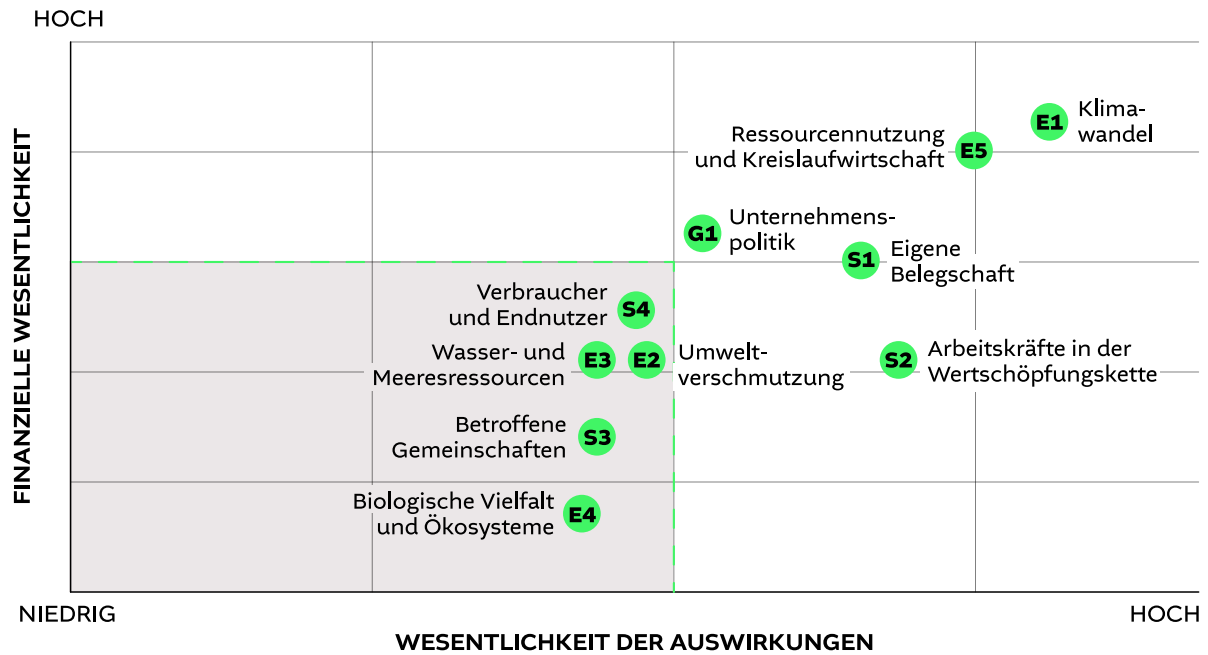 HOCH
FINANZIELLE WESENTLICHKEIT
E1
Klima-
wandel
Ressourcennutzung
und Kreislaufwirtschaft
E5
G1
Unternehmens-
politik
S1
Eigene
Belegschaft
Verbraucher
und Endnutzer
S4
Wasser- und
Meeresressourcen
E3
E2
Umwelt-
verschmutzung
S2
Arbeitskräfte in der
Wertschöpfungskette
Betroffene
Gemeinschaften
S3
Biologische Vielfalt
und Ökosysteme
E4
NIEDRIG
HOCH
WESENTLICHKEIT DER AUSWIRKUNGEN